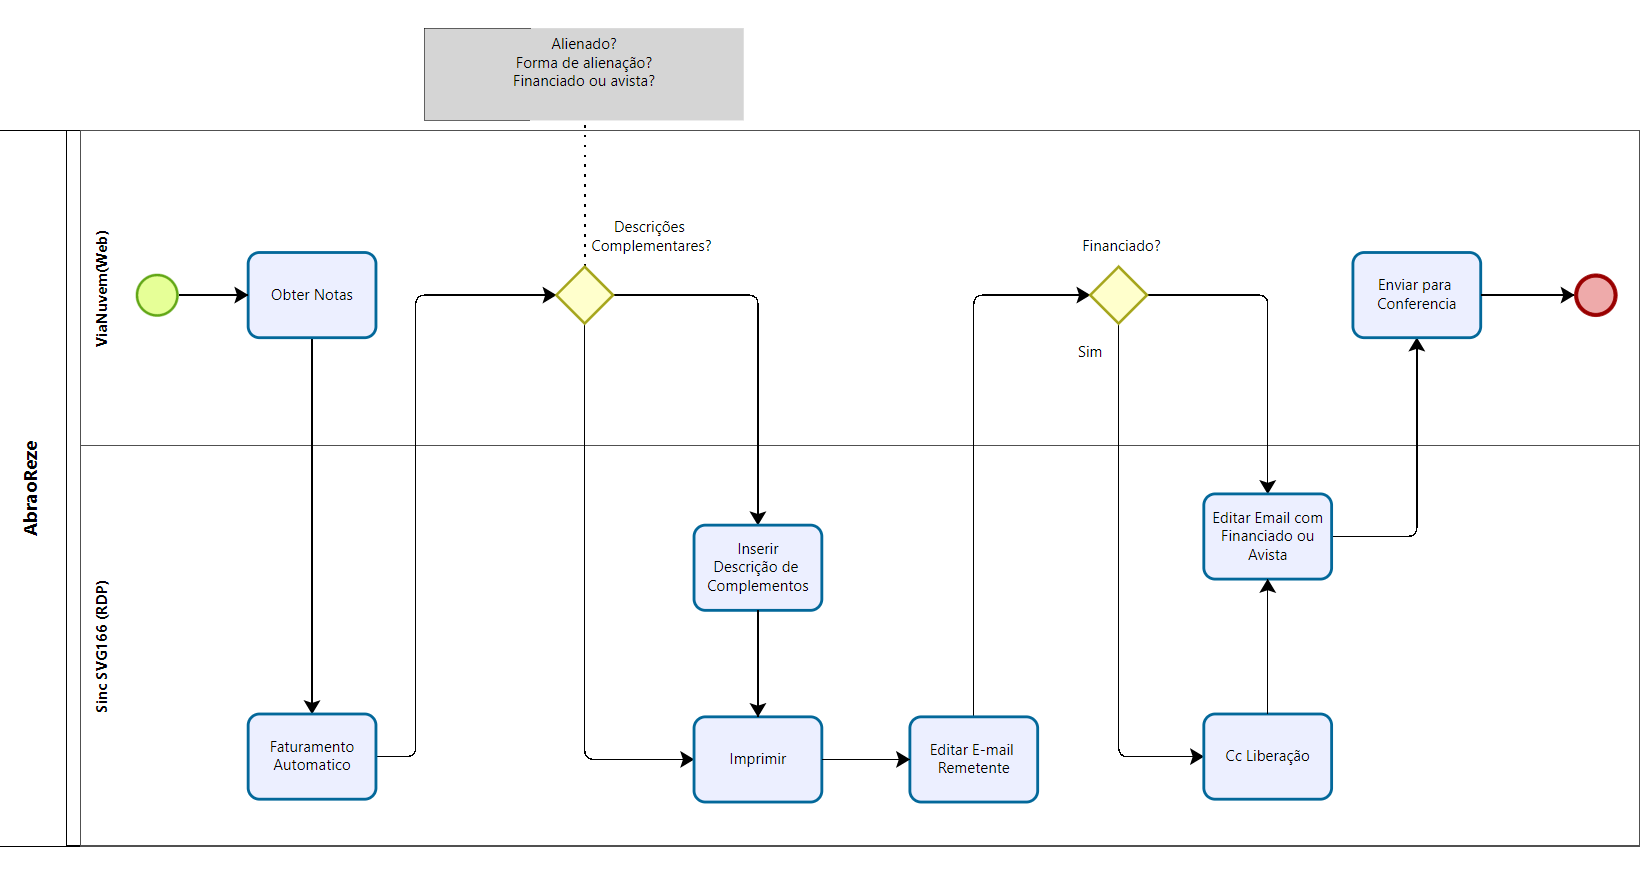 Alienado?
Forma de alienação?
Financiado ou avista?
AbraoReze
ViaNuvem(Web)
Obter Notas
Descrições
Complementares?
Financiado?
Sim
Enviar para
Conferencia
Sinc SVG166 (RDP)
Faturamento
Automatico
Inserir
Descrição de
Complementos
Imprimir
Editar E-mail
Remetente
Editar Email com
Financiado ou
Avista
Cc Liberação